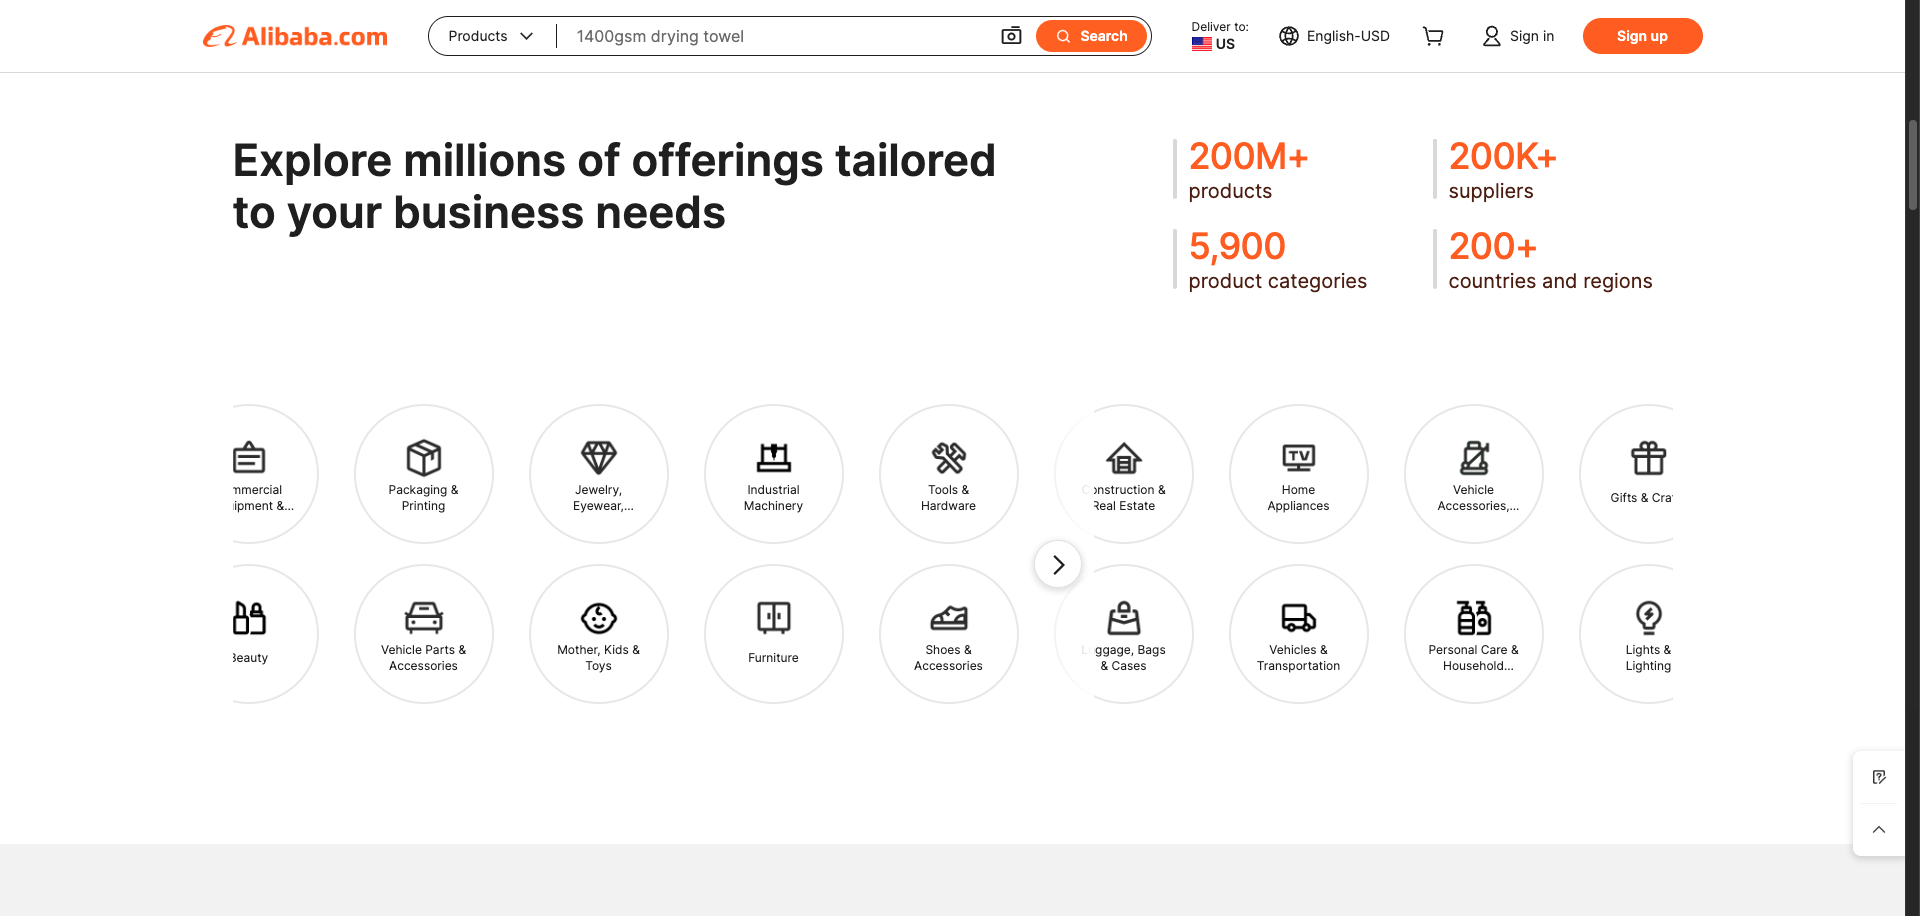 Alibaba.com
Products
1400gsm drying towel
Search
Deliver to:
US
English-USD
Sign in
Sign up
Explore millions of offerings tailored
to your business needs
200M+
products
200K+
suppliers
5,900
product categories
200+
countries and regions
mmercial
ipment &...
Packaging &
Printing
Jewelry,
Eyewear,...
Industrial
Machinery
Tools &
Hardware
Construction &
Real Estate
TV
Home
Appliances
Vehicle
Accessories,...
Gifts & Cra
Beauty
Vehicle Parts &
Accessories
Mother, Kids &
Toys
Furniture
Shoes &
Accessories
Luggage, Bags
& Cases
Vehicles &
Transportation
Personal Care &
Household...
Lights &
Lighting